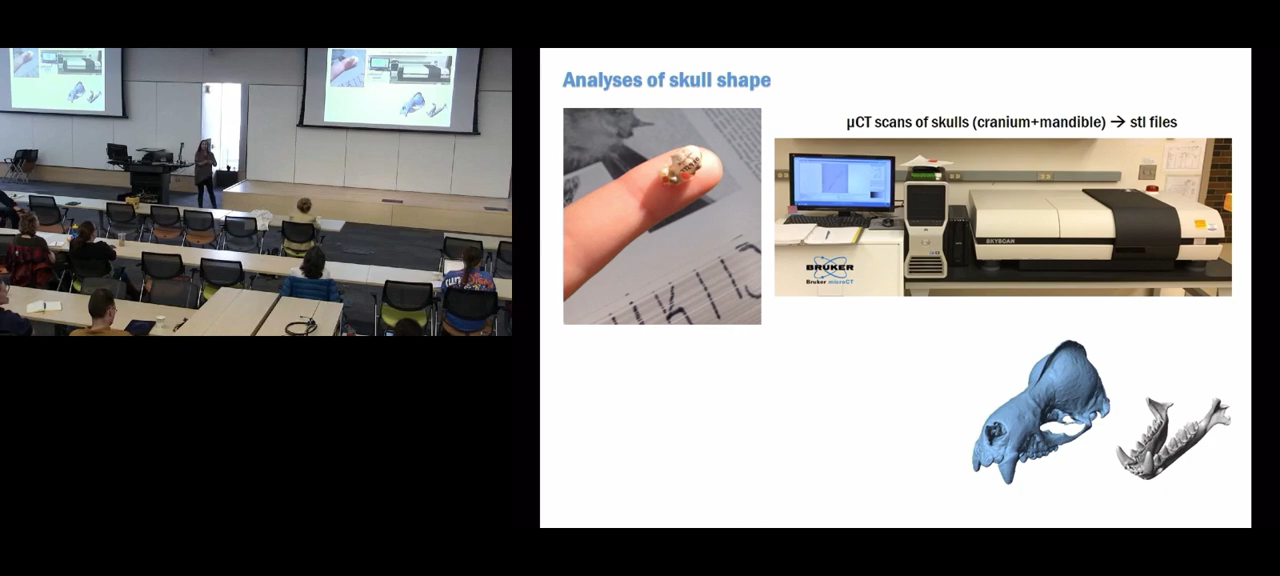 Analyses of skull shape
µCT scans of skulls (cranium+mandible) → stl files
SKYSCAN
BRUKER
Bruker microCT